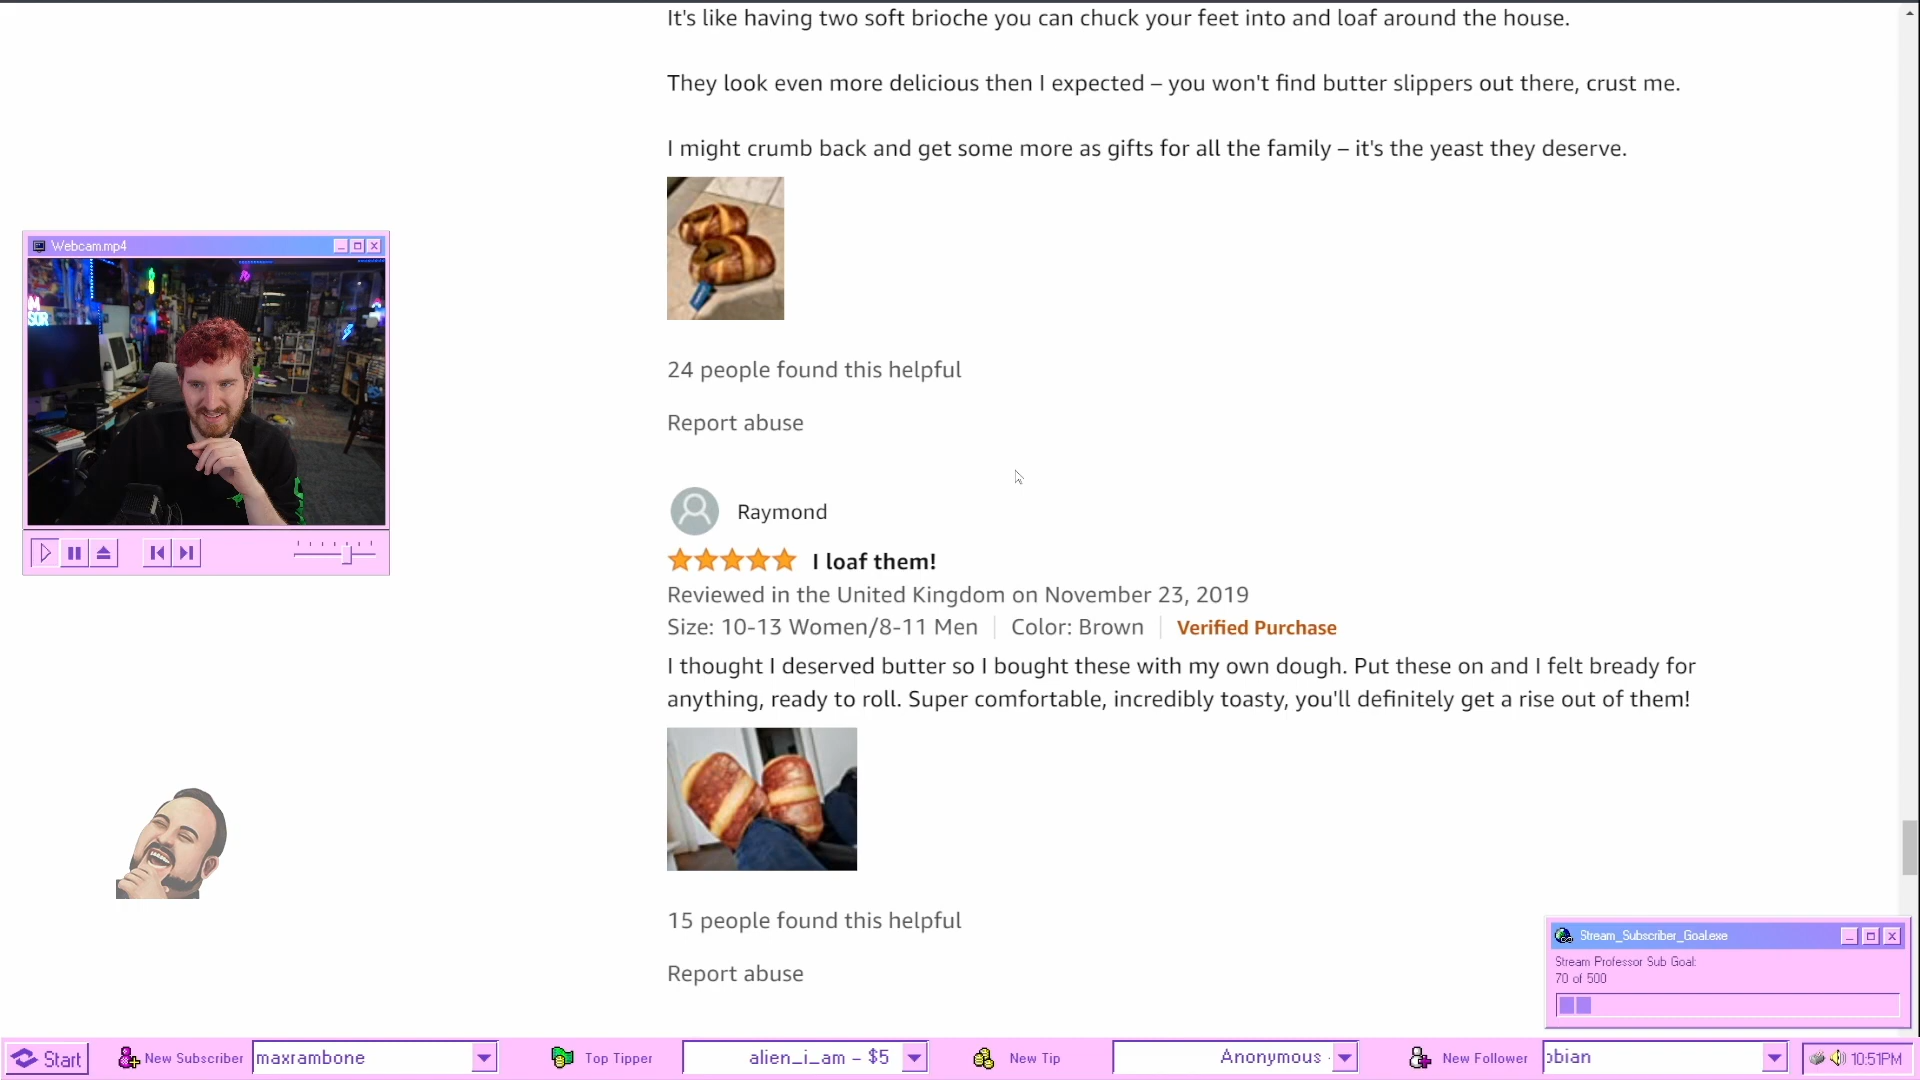 It's like having two soft brioche you can chuck your feet into and loaf around the house.
They look even more delicious then I expected – you won't find butter slippers out there, crust me.
I might crumb back and get some more as gifts for all the family – it's the yeast they deserve.
Webcam.mp4
24 people found this helpful
Report abuse
Raymond
I loaf them!
Reviewed in the United Kingdom on November 23, 2019
Size: 10-13 Women/8-11 Men | Color: Brown | Verified Purchase
I thought I deserved butter so I bought these with my own dough. Put these on and I felt bready for
anything, ready to roll. Super comfortable, incredibly toasty, you'll definitely get a rise out of them!
15 people found this helpful
Report abuse
Stream_Subscriber_Goal.exe
Stream Professor Sub Goal:
70 of 500
Start
New Subscriber
maxrambone
Top Tipper
alien_i_am – $5
New Tip
Anonymous
New Follower
obian
10:51PM